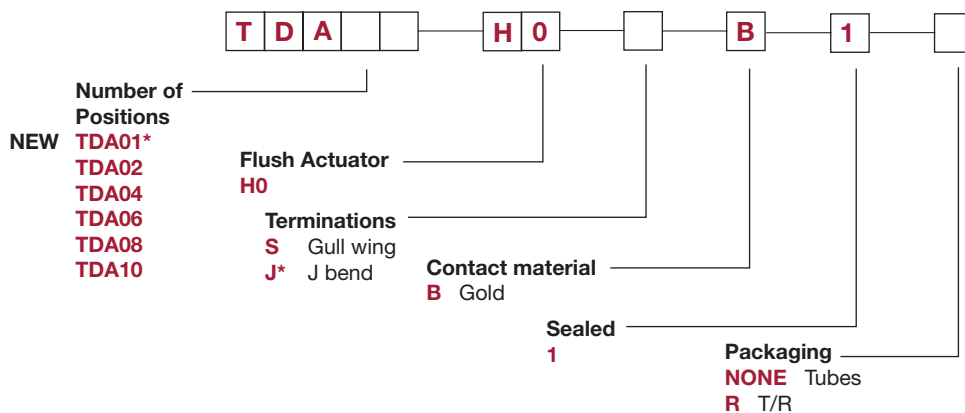 T D A H 0 B 1
Number of
Positions
NEW TDA01*
TDA02
TDA04
TDA06
TDA08
TDA10
Flush Actuator
H0
Terminations
S Gull wing
J* J bend
Contact material
B Gold
Sealed
1
Packaging
NONE Tubes
R T/R